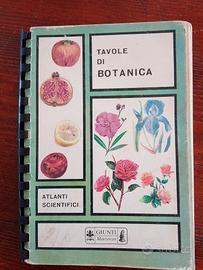 TAVOLE
DI
BOTANICA
ATLANTI
SCIENTIFICI
GIUNTI
Marzocco